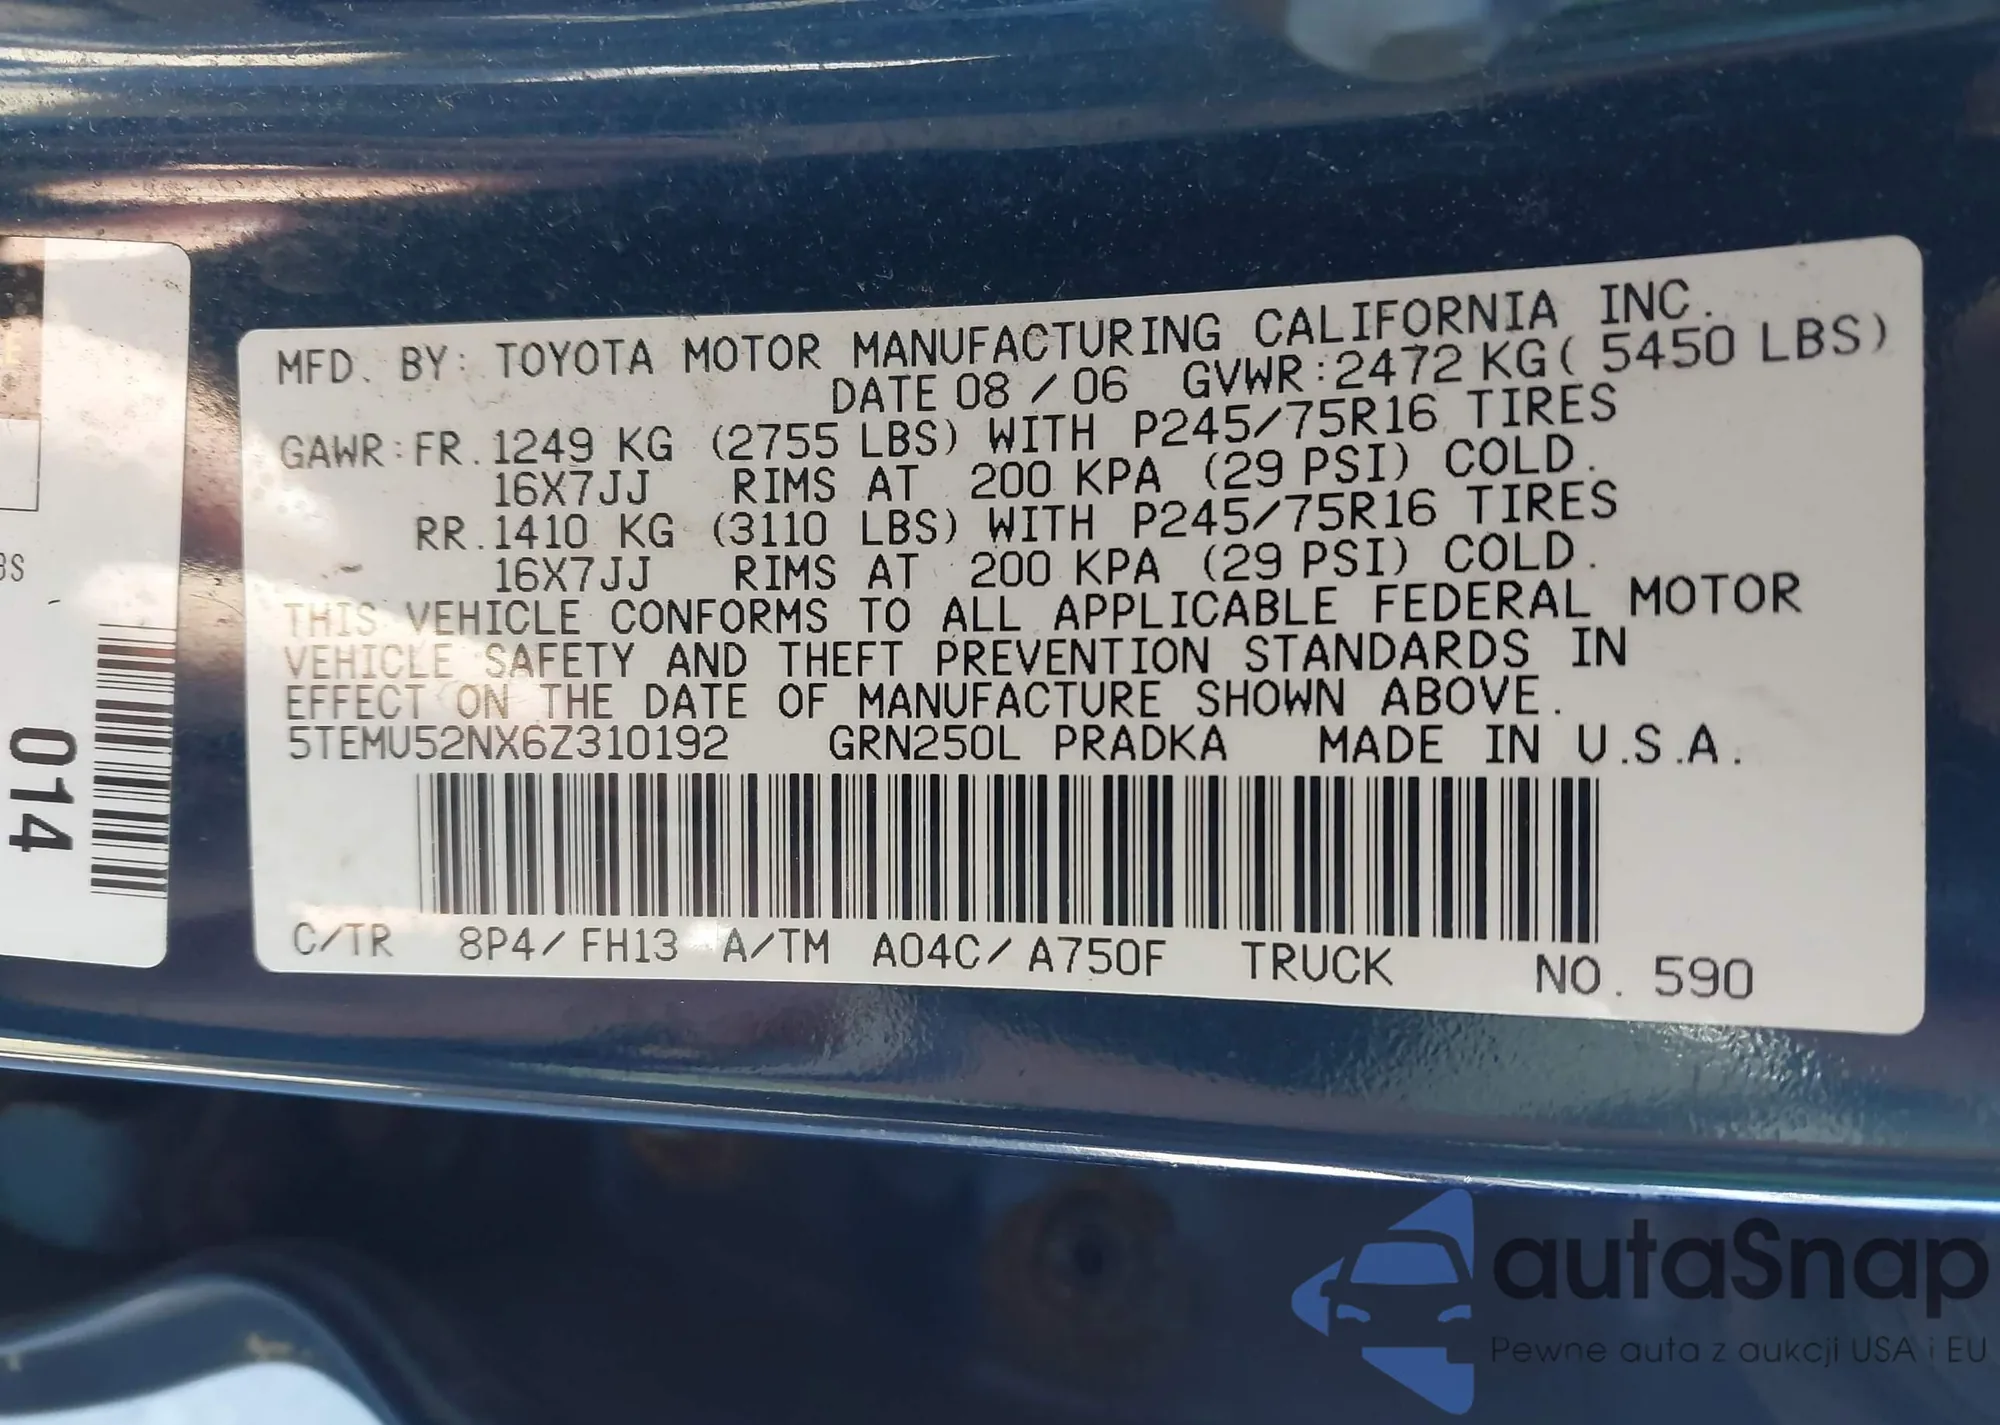 MFD. BY: TOYOTA MOTOR MANUFACTURING CALIFORNIA INC.
DATE 08 / 06 GVWR:2472 KG( 5450 LBS)
GAWR: FR. 1249 KG (2755 LBS) WITH P245/75R16 TIRES
16X7JJ RIMS AT 200 KPA (29 PSI) COLD.
RR. 1410 KG (3110 LBS) WITH P245/75R16 TIRES
16X7JJ RIMS AT 200 KPA (29 PSI) COLD.
THIS VEHICLE CONFORMS TO ALL APPLICABLE FEDERAL MOTOR
VEHICLE SAFETY AND THEFT PREVENTION STANDARDS IN
EFFECT ON THE DATE OF MANUFACTURE SHOWN ABOVE.
5TEMU52NX6Z310192 GRN250L PRADKA MADE IN U.S.A.
C/TR 8P4/ FH13 A/TM A04C/ A750F TRUCK NO. 590
014
autaSnap
Pewne auta z aukcji USA i EU